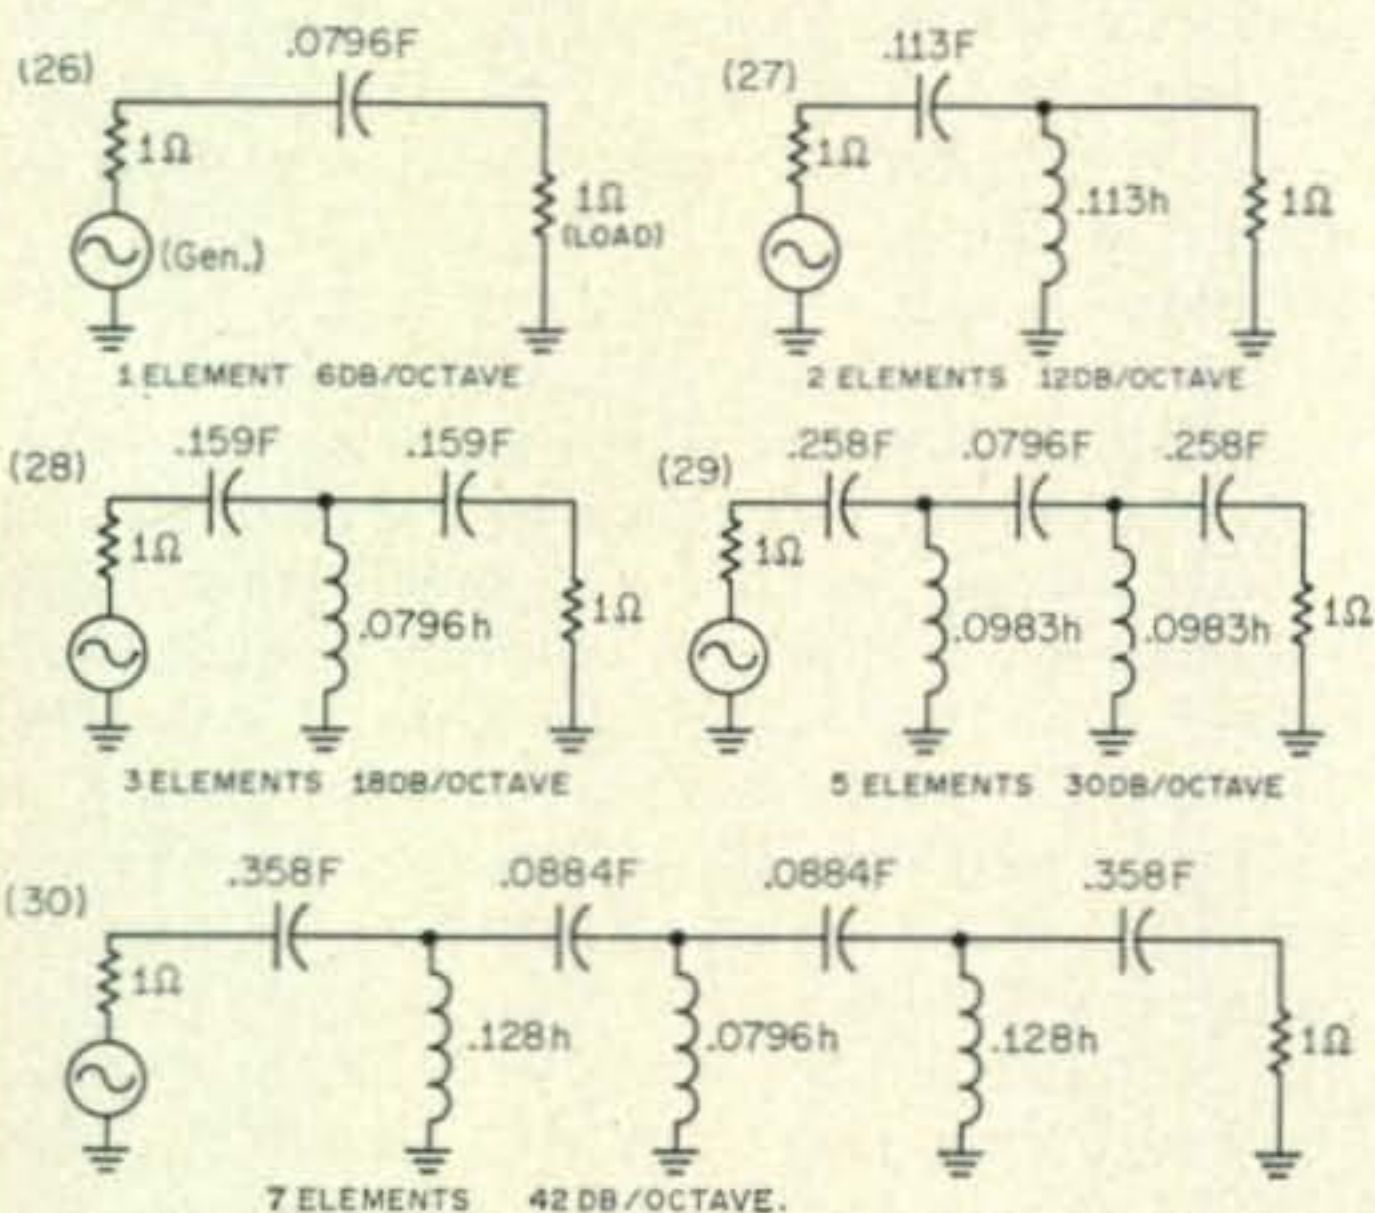 (26) .0796F
1Ω
(Gen.)
1Ω
(LOAD)
1 ELEMENT 6DB/OCTAVE
(27) .113F
1Ω
.113h
1Ω
2 ELEMENTS 12DB/OCTAVE
(28) .159F .159F
1Ω
.0796h
1Ω
3 ELEMENTS 18DB/OCTAVE
(29) .258F .0796F .258F
1Ω
.0983h .0983h
1Ω
5 ELEMENTS 30DB/OCTAVE
(30) .358F .0884F .0884F .358F
1Ω
.128h .0796h .128h 1Ω
7 ELEMENTS 42DB/OCTAVE.